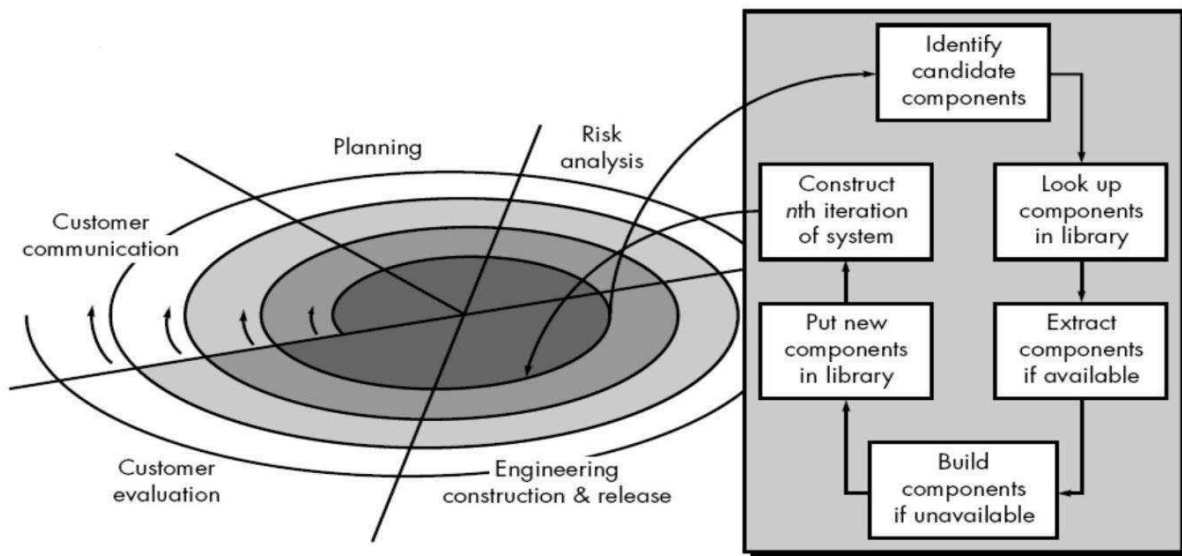 Planning
Risk
analysis
Customer
communication
Customer
evaluation
Engineering
construction & release
Identify
candidate
components
Look up
components
in library
Extract
components
if available
Build
components
if unavailable
Put new
components
in library
Construct
nth iteration
of system